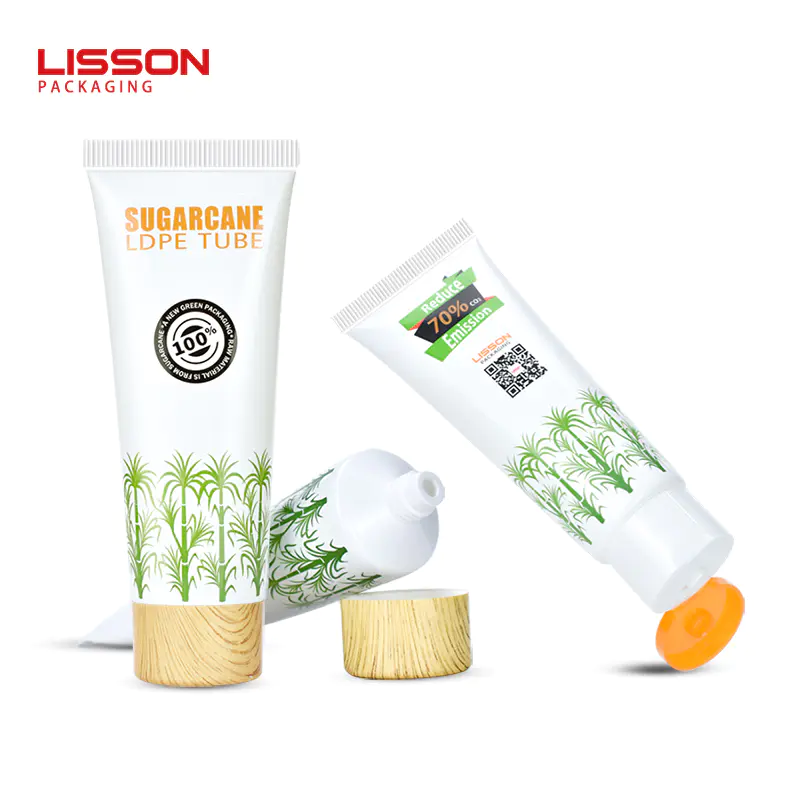 LISSON
PACKAGING
SUGARCANE
LDPE TUBE
• A NEW GREEN PACKAGING •
100%
RAW MATERIAL IS FROM SUGARCANE
Reduce
70% CO₂
Emission
LISSON
PACKAGING